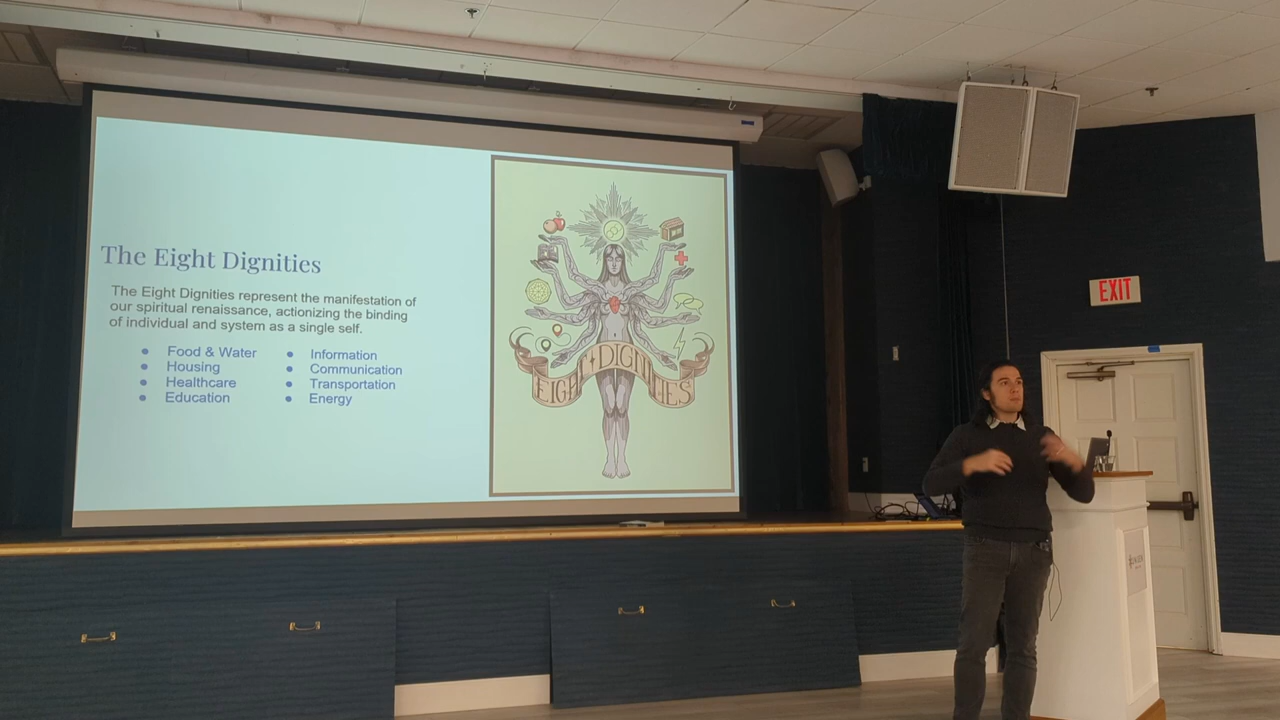 The Eight Dignities
The Eight Dignities represent the manifestation of
our spiritual renaissance, actionizing the binding
of individual and system as a single self.
● Food & Water
● Housing
● Healthcare
● Education
● Information
● Communication
● Transportation
● Energy
EIGHT DIGNITIES
EXIT